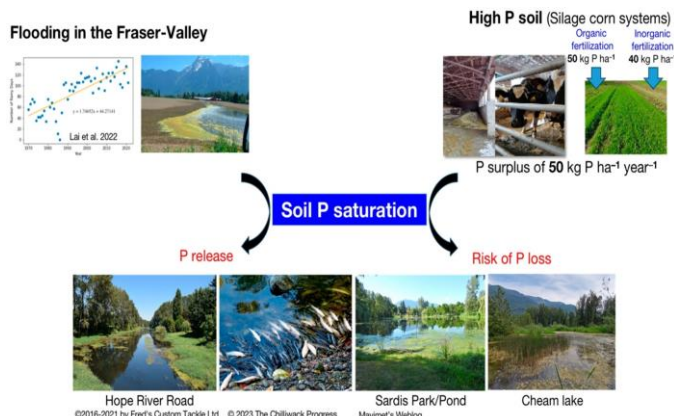 Flooding in the Fraser-Valley
High P soil (Silage corn systems)
Organic
fertilization
50 kg P ha⁻¹
Inorganic
fertilization
40 kg P ha⁻¹
Lai et al. 2022
P surplus of 50 kg P ha⁻¹ year⁻¹
Soil P saturation
P release
Risk of P loss
Hope River Road
Sardis Park/Pond
Cheam lake
©2016-2021 by Fred's Custom Tackle Ltd
© 2023 The Chilliwack Progress
Mavimet's Weblog